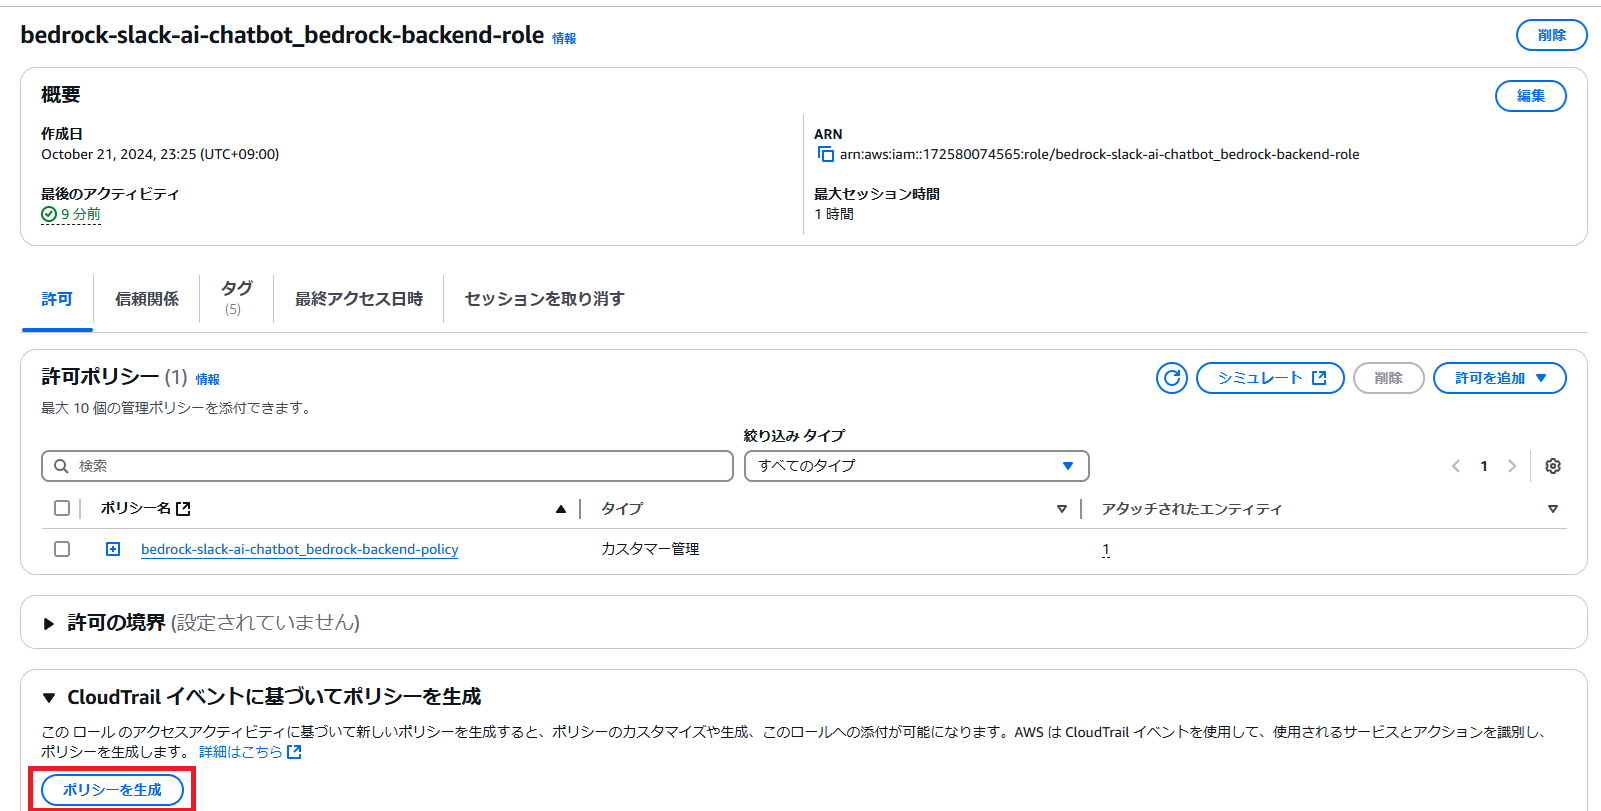 bedrock-slack-ai-chatbot_bedrock-backend-role 情報
削除
概要
編集
作成日
October 21, 2024, 23:25 (UTC+09:00)
ARN
arn:aws:iam::172580074565:role/bedrock-slack-ai-chatbot_bedrock-backend-role
最後のアクティビティ
9 分前
最大セッション時間
1 時間
許可
信頼関係
タグ
(5)
最終アクセス日時
セッションを取り消す
許可ポリシー (1) 情報
シミュレート
削除
許可を追加
最大 10 個の管理ポリシーを添付できます。
絞り込み タイプ
検索
すべてのタイプ
1
ポリシー名
タイプ
アタッチされたエンティティ
bedrock-slack-ai-chatbot_bedrock-backend-policy
カスタマー管理
1
許可の境界 (設定されていません)
CloudTrail イベントに基づいてポリシーを生成
この ロール のアクセスアクティビティに基づいて新しいポリシーを生成すると、ポリシーのカスタマイズや生成、このロールへの添付が可能になります。AWS は CloudTrail イベントを使用して、使用されるサービスとアクションを識別し、
ポリシーを生成します。 詳細はこちら
ポリシーを生成